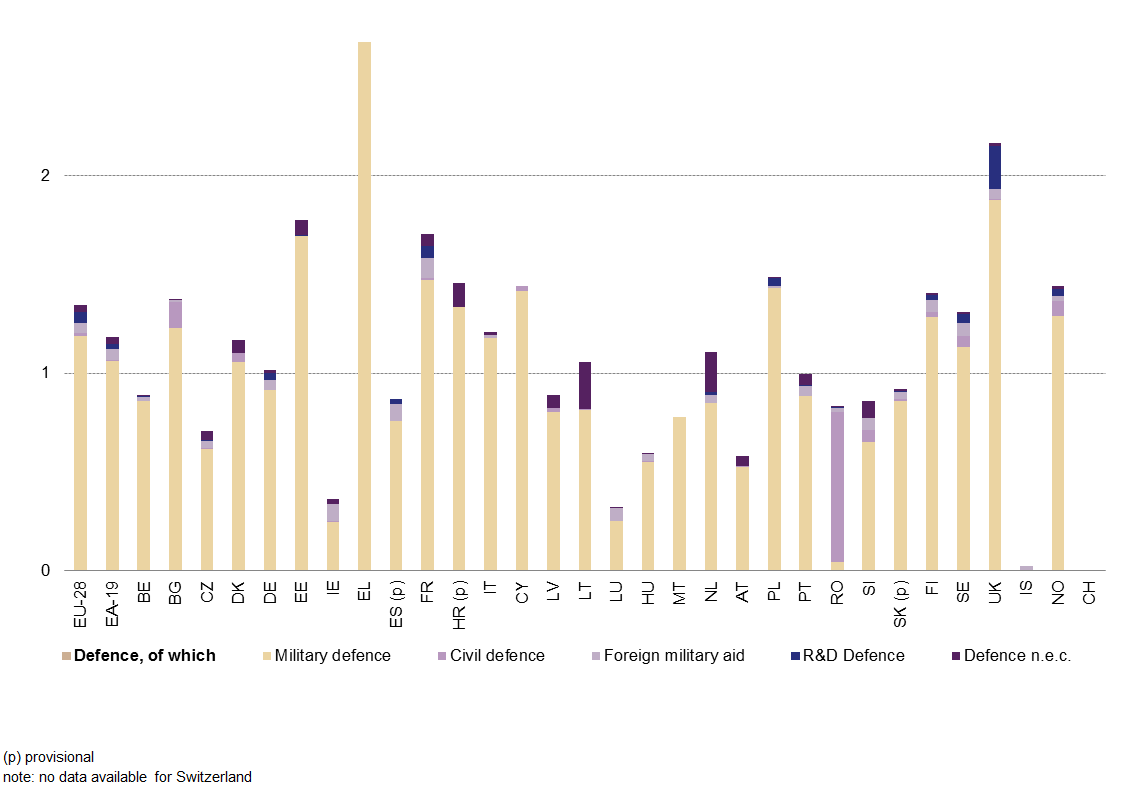 2
1
0
EU-28
EA-19
BE
BG
CZ
DK
DE
EE
IE
EL
ES (p)
FR
HR (p)
IT
CY
LV
LT
LU
HU
MT
NL
AT
PL
PT
RO
SI
SK (p)
FI
SE
UK
IS
NO
CH
Defence, of which
Military defence
Civil defence
Foreign military aid
R&D Defence
Defence n.e.c.
(p) provisional
note: no data available for Switzerland